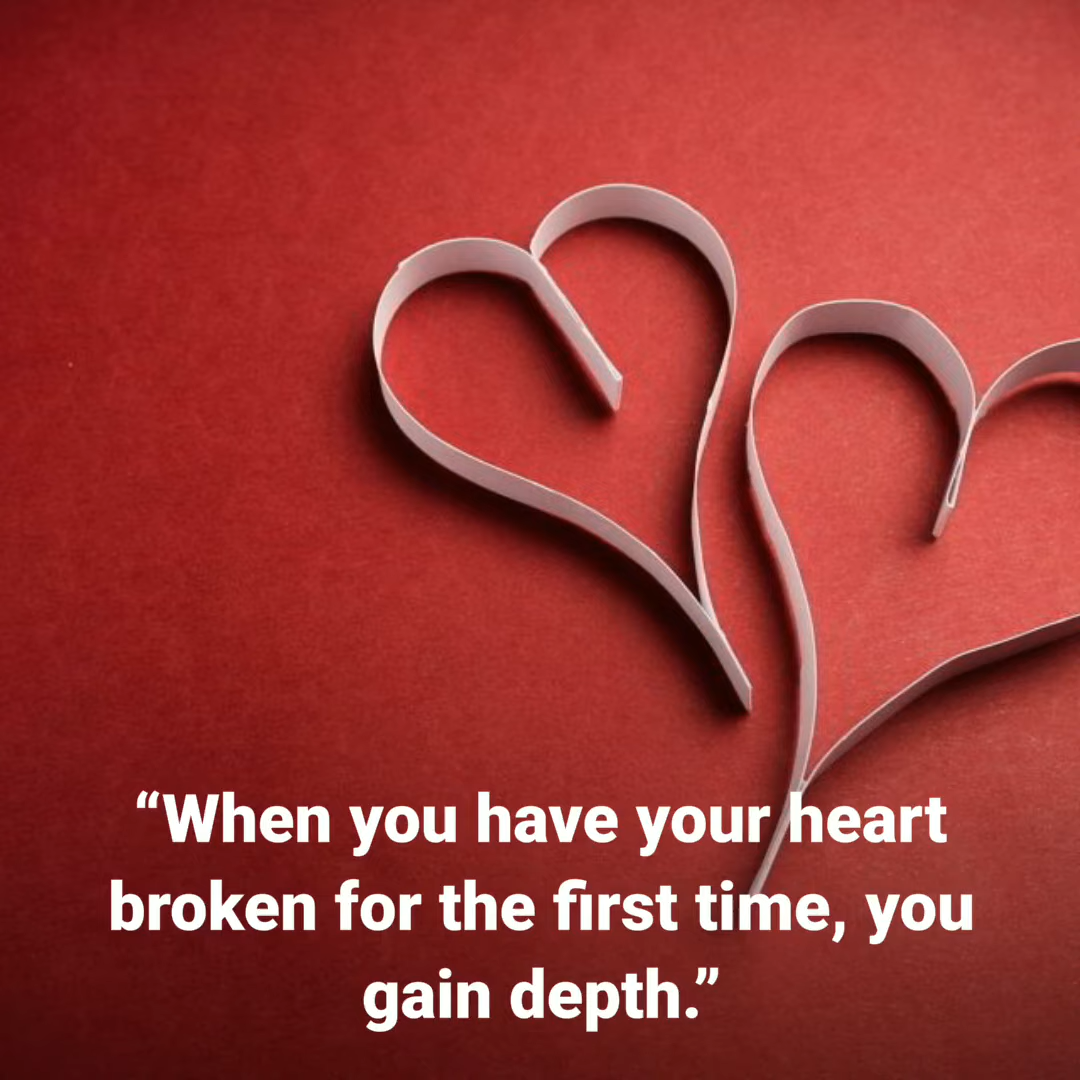 “When you have your heart
broken for the first time, you
gain depth.”